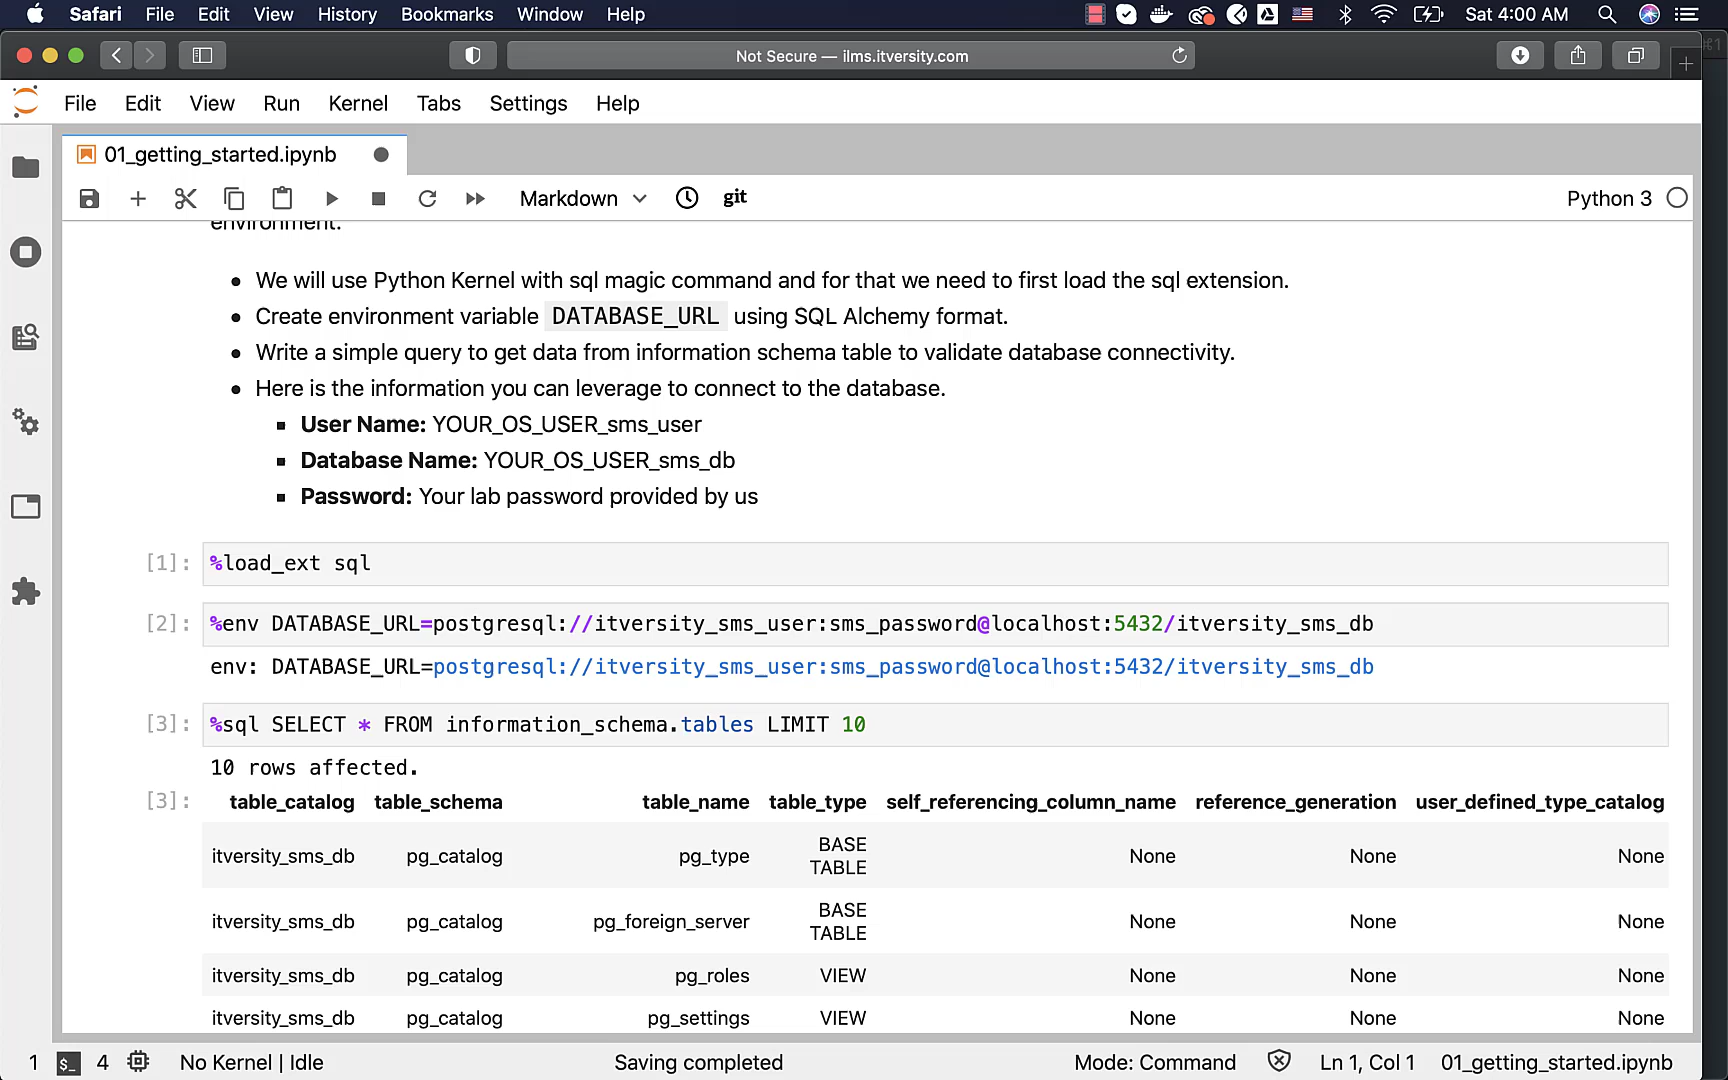 Safari File Edit View History Bookmarks Window Help Sat 4:00 AM
Not Secure — ilms.itversity.com
⌘1
File Edit View Run Kernel Tabs Settings Help
01_getting_started.ipynb
Markdown git Python 3
environment.
• We will use Python Kernel with sql magic command and for that we need to first load the sql extension.
• Create environment variable DATABASE_URL using SQL Alchemy format.
• Write a simple query to get data from information schema table to validate database connectivity.
• Here is the information you can leverage to connect to the database.
▪ User Name: YOUR_OS_USER_sms_user
▪ Database Name: YOUR_OS_USER_sms_db
▪ Password: Your lab password provided by us
[1]: %load_ext sql
[2]: %env DATABASE_URL=postgresql://itversity_sms_user:sms_password@localhost:5432/itversity_sms_db
env: DATABASE_URL=postgresql://itversity_sms_user:sms_password@localhost:5432/itversity_sms_db
[3]: %sql SELECT * FROM information_schema.tables LIMIT 10
10 rows affected.
[3]: table_catalog table_schema table_name table_type self_referencing_column_name reference_generation user_defined_type_catalog
itversity_sms_db pg_catalog pg_type BASE TABLE None None None
itversity_sms_db pg_catalog pg_foreign_server BASE TABLE None None None
itversity_sms_db pg_catalog pg_roles VIEW None None None
itversity_sms_db pg_catalog pg_settings VIEW None None None
1 $_ 4 No Kernel | Idle Saving completed Mode: Command Ln 1, Col 1 01_getting_started.ipynb